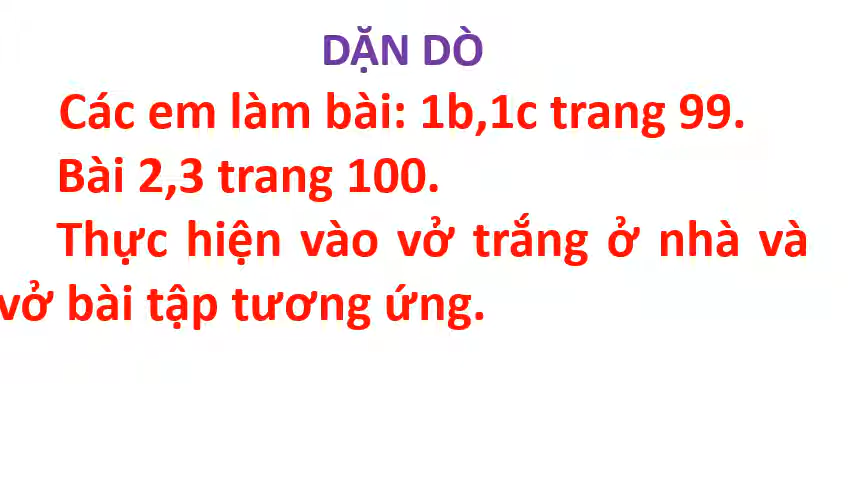 DẶN DÒ
Các em làm bài: 1b,1c trang 99.
Bài 2,3 trang 100.
Thực hiện vào vở trắng ở nhà và
vở bài tập tương ứng.